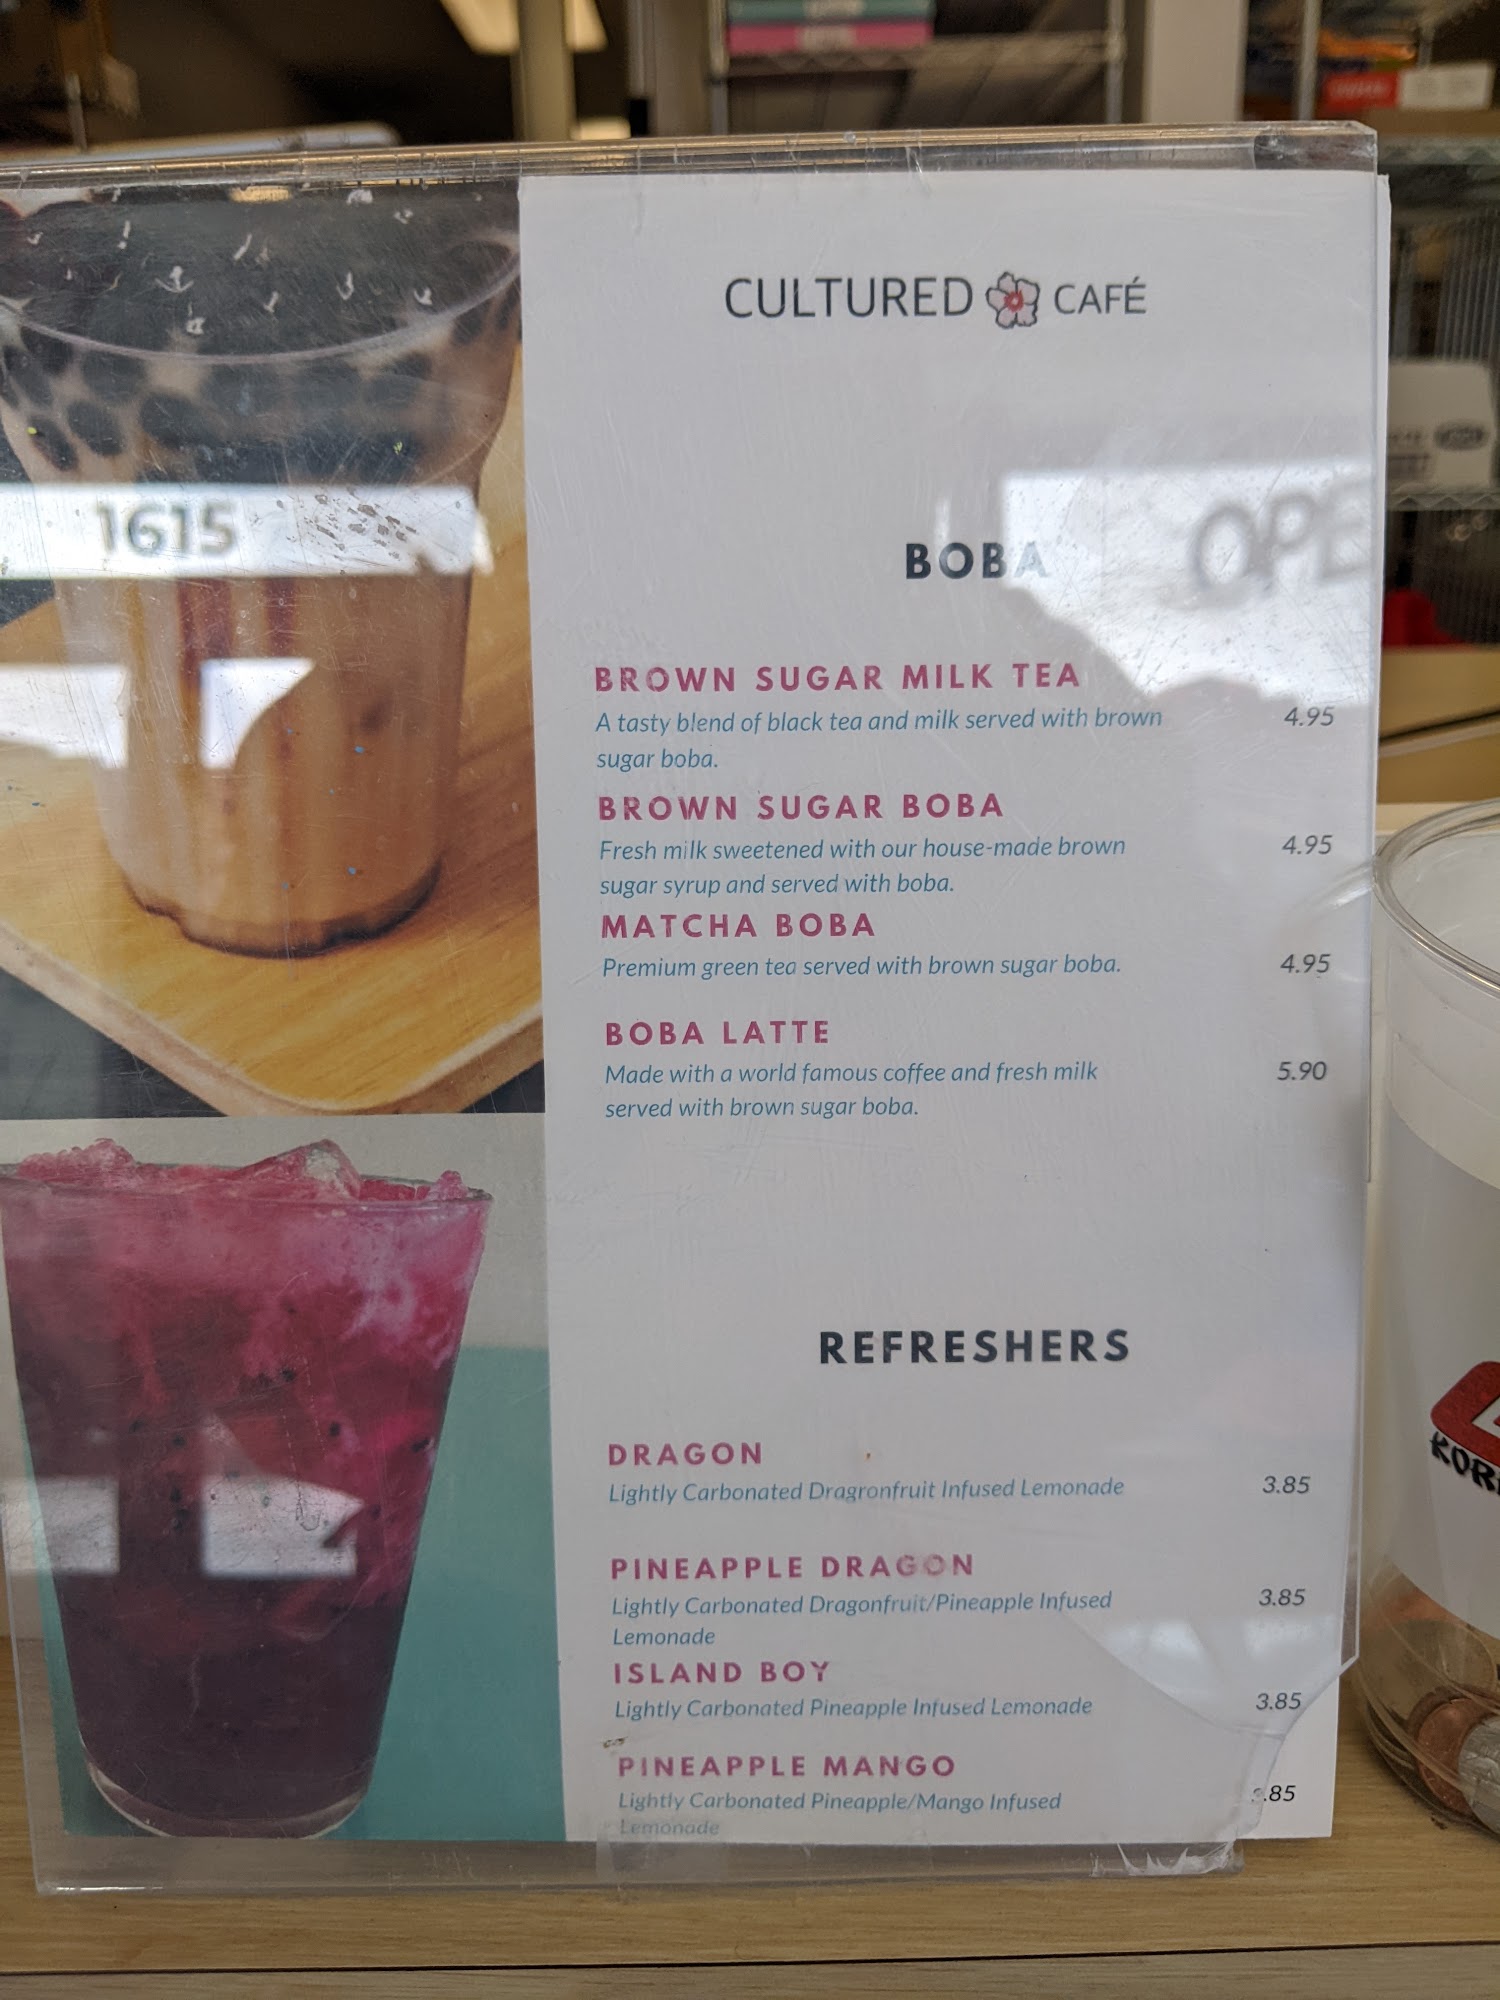 CULTURED CAFÉ
1615
OPE
BOBA
BROWN SUGAR MILK TEA
A tasty blend of black tea and milk served with brown 4.95
sugar boba.
BROWN SUGAR BOBA
Fresh milk sweetened with our house-made brown 4.95
sugar syrup and served with boba.
MATCHA BOBA
Premium green tea served with brown sugar boba. 4.95
BOBA LATTE
Made with a world famous coffee and fresh milk 5.90
served with brown sugar boba.
REFRESHERS
DRAGON
Lightly Carbonated Dragronfruit Infused Lemonade 3.85
PINEAPPLE DRAGON
Lightly Carbonated Dragonfruit/Pineapple Infused 3.85
Lemonade
ISLAND BOY
Lightly Carbonated Pineapple Infused Lemonade 3.85
PINEAPPLE MANGO
Lightly Carbonated Pineapple/Mango Infused .85
Lemonade
KOR